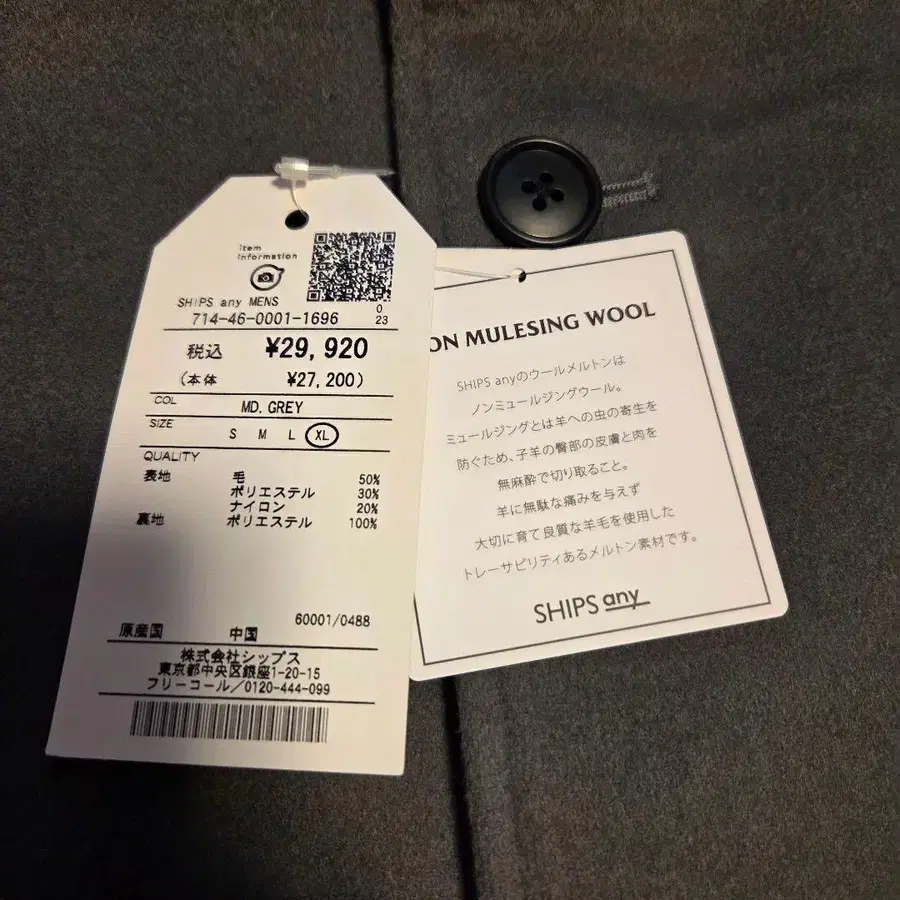 item
information
SHIPS any MENS
714-46-0001-1696
0
23
税込 ¥29,920
(本体 ¥27,200)
COL MD. GREY
SIZE S M L XL
QUALITY
表地 毛 50%
ポリエステル 30%
ナイロン 20%
裏地 ポリエステル 100%
60001/0488
原産国 中国
株式会社シップス
東京都中央区銀座1-20-15
フリーコール/0120-444-099
ON MULESING WOOL
SHIPS anyのウールメルトンは
ノンミュールジングウール。
ミュールジングとは羊への虫の寄生を
防ぐため、子羊の臀部の皮膚と肉を
無麻酔で切り取ること。
羊に無駄な痛みを与えず
大切に育て良質な羊毛を使用した
トレーサビリティあるメルトン素材です。
SHIPS any